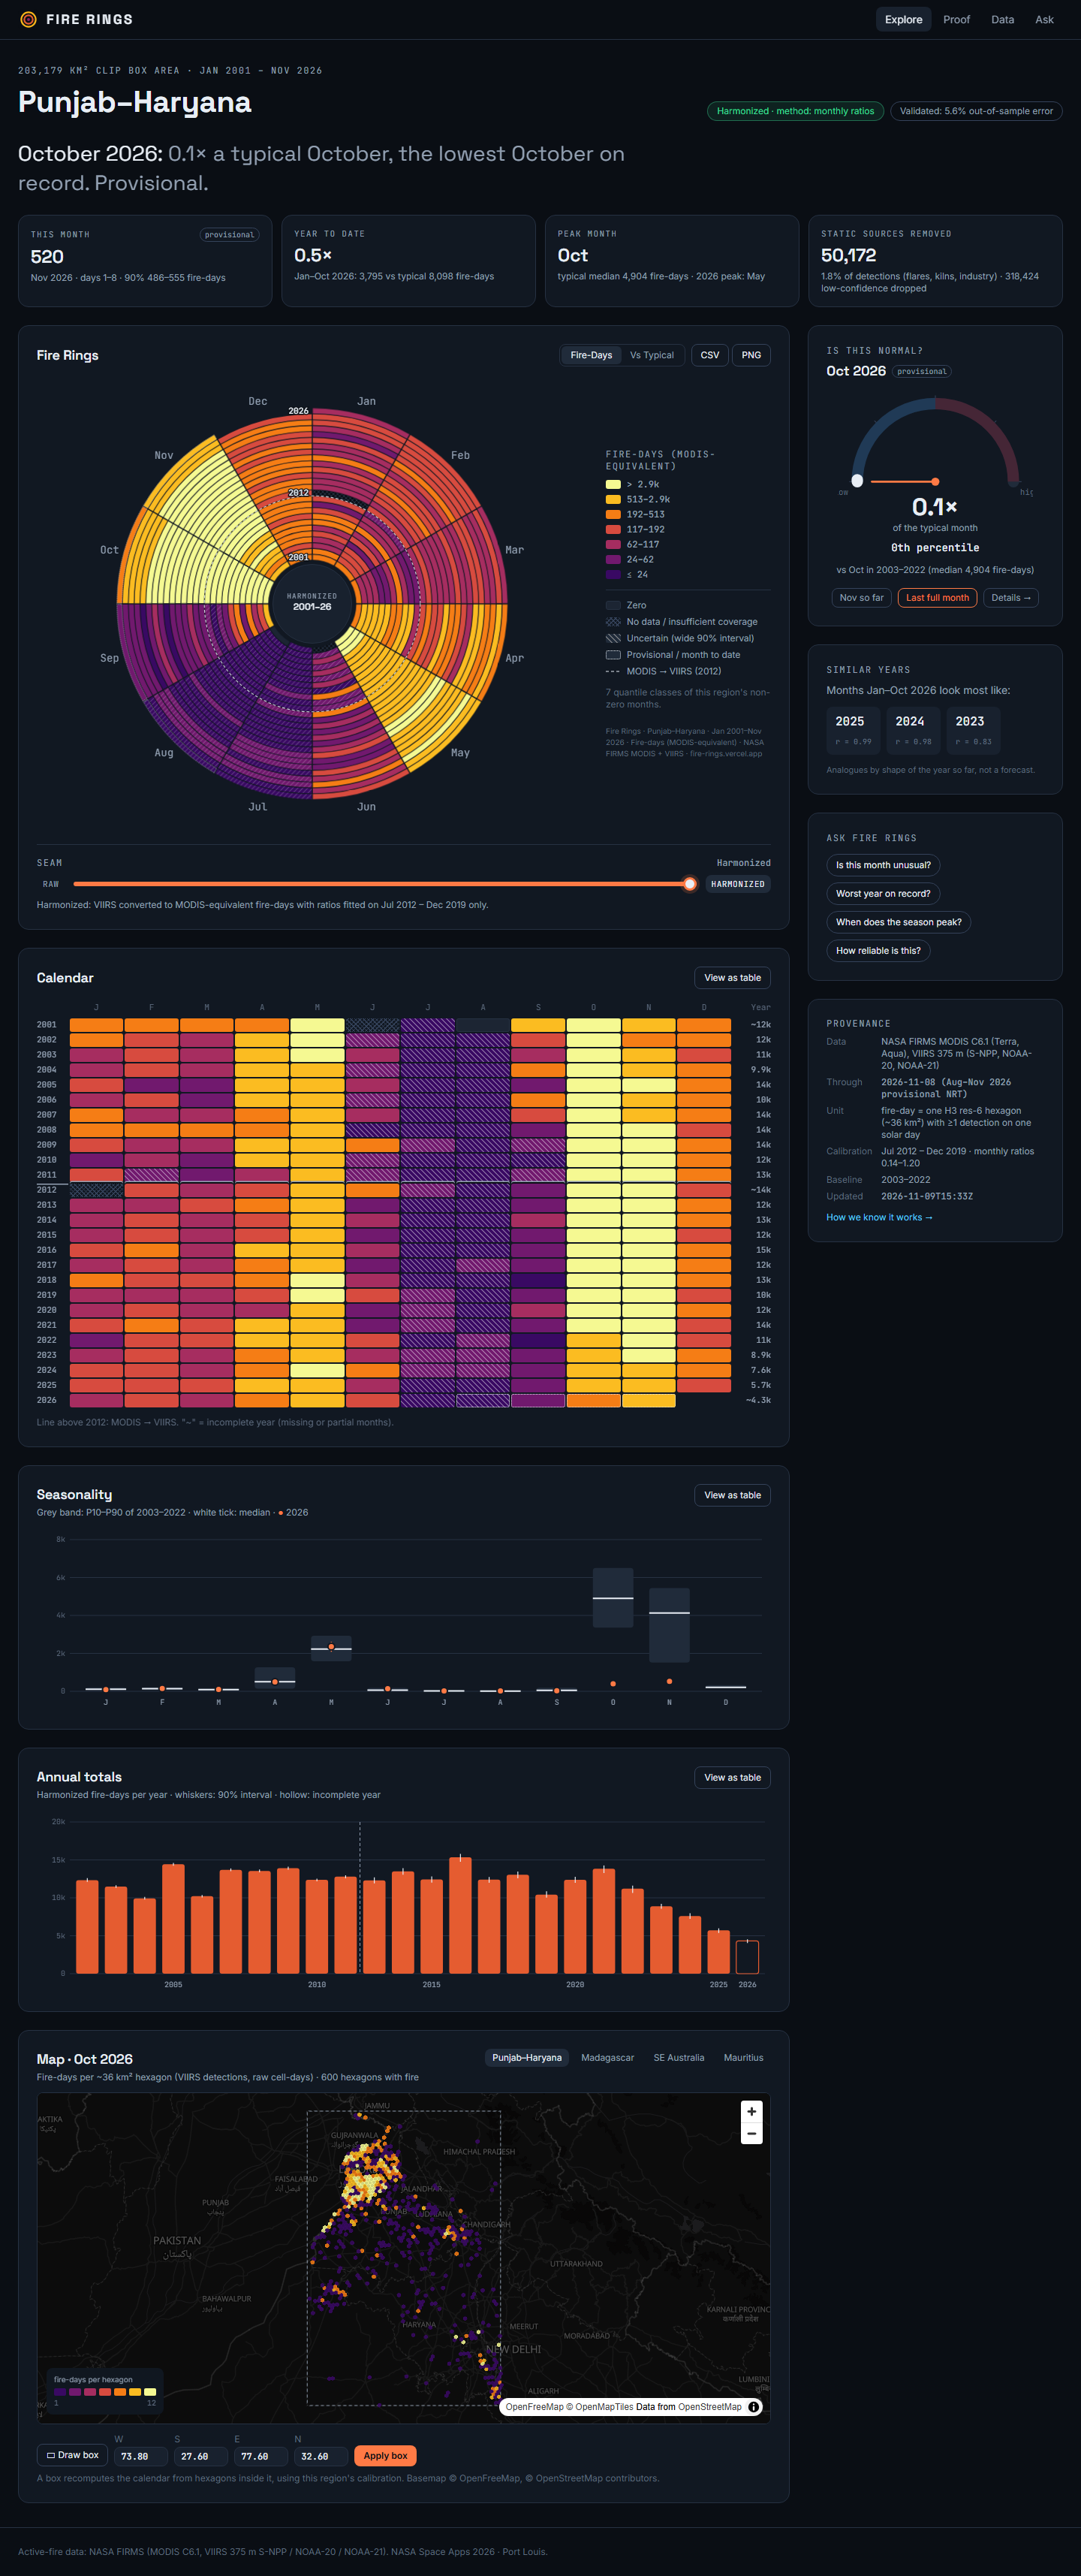 FIRE RINGS
Explore Proof Data Ask
203,179 KM² CLIP BOX AREA · JAN 2001 – NOV 2026
Punjab–Haryana
Harmonized · method: monthly ratios
Validated: 5.6% out-of-sample error
October 2026: 0.1× a typical October, the lowest October on
record. Provisional.
THIS MONTH
provisional
520
Nov 2026 · days 1–8 · 90% 486–555 fire-days
YEAR TO DATE
0.5×
Jan–Oct 2026: 3,795 vs typical 8,098 fire-days
PEAK MONTH
Oct
typical median 4,904 fire-days · 2026 peak: May
STATIC SOURCES REMOVED
50,172
1.8% of detections (flares, kilns, industry) · 318,424
low-confidence dropped
Fire Rings
Fire-Days Vs Typical CSV PNG
Dec Jan
2026
Nov Feb
2012
Oct Mar
2001
HARMONIZED
2001–26
Sep Apr
Aug May
Jul Jun
FIRE-DAYS (MODIS-
EQUIVALENT)
> 2.9k
513–2.9k
192–513
117–192
62–117
24–62
≤ 24
Zero
No data / insufficient coverage
Uncertain (wide 90% interval)
Provisional / month to date
MODIS → VIIRS (2012)
7 quantile classes of this region's non-
zero months.
Fire Rings · Punjab–Haryana · Jan 2001–Nov
2026 · Fire-days (MODIS-equivalent) · NASA
FIRMS MODIS + VIIRS · fire-rings.vercel.app
SEAM
Harmonized
RAW
HARMONIZED
Harmonized: VIIRS converted to MODIS-equivalent fire-days with ratios fitted on Jul 2012 – Dec 2019 only.
IS THIS NORMAL?
Oct 2026 provisional
ow
hig
0.1×
of the typical month
0th percentile
vs Oct in 2003–2022 (median 4,904 fire-days)
Nov so far Last full month Details →
SIMILAR YEARS
Months Jan–Oct 2026 look most like:
2025 2024 2023
r = 0.99 r = 0.98 r = 0.83
Analogues by shape of the year so far, not a forecast.
ASK FIRE RINGS
Is this month unusual?
Worst year on record?
When does the season peak?
How reliable is this?
PROVENANCE
Data NASA FIRMS MODIS C6.1 (Terra,
Aqua), VIIRS 375 m (S-NPP, NOAA-
20, NOAA-21)
Through 2026-11-08 (Aug–Nov 2026
provisional NRT)
Unit fire-day = one H3 res-6 hexagon
(~36 km²) with ≥1 detection on one
solar day
Calibration Jul 2012 – Dec 2019 · monthly ratios
0.14–1.20
Baseline 2003–2022
Updated 2026-11-09T15:33Z
How we know it works →
Calendar
View as table
J F M A M J J A S O N D Year
2001 ~12k
2002 12k
2003 11k
2004 9.9k
2005 14k
2006 10k
2007 14k
2008 14k
2009 14k
2010 12k
2011 13k
2012 ~14k
2013 12k
2014 13k
2015 12k
2016 15k
2017 12k
2018 13k
2019 10k
2020 12k
2021 14k
2022 11k
2023 8.9k
2024 7.6k
2025 5.7k
2026 ~4.3k
Line above 2012: MODIS → VIIRS. "~" = incomplete year (missing or partial months).
Seasonality
View as table
Grey band: P10–P90 of 2003–2022 · white tick: median · ● 2026
8k
6k
4k
2k
0
J F M A M J J A S O N D
Annual totals
View as table
Harmonized fire-days per year · whiskers: 90% interval · hollow: incomplete year
20k
15k
10k
5k
0
2005 2010 2015 2020 2025 2026
Map · Oct 2026
Punjab–Haryana Madagascar SE Australia Mauritius
Fire-days per ~36 km² hexagon (VIIRS detections, raw cell-days) · 600 hexagons with fire
JAMMU
AKTIKA
GUJRANWALA
HIMACHAL PRADESH
FAISALABAD
فیصل آباد
JALANDHAR
PUNJAB
پنجاب
LUDHIANA
CHANDIGARH
PAKISTAN
پاکستان
UTTARAKHAND
BAHAWALPUR
بہاولپور
KARNALI PROVINC
HARYANA
MEERUT
MORADABAD
NEW DELHI
LUMBINI
ALIGARH
fire-days per hexagon
1 12
OpenFreeMap © OpenMapTiles Data from OpenStreetMap
W S E N
Draw box 73.80 27.60 77.60 32.60 Apply box
A box recomputes the calendar from hexagons inside it, using this region's calibration. Basemap © OpenFreeMap, © OpenStreetMap contributors.
Active-fire data: NASA FIRMS (MODIS C6.1, VIIRS 375 m S-NPP / NOAA-20 / NOAA-21). NASA Space Apps 2026 · Port Louis.